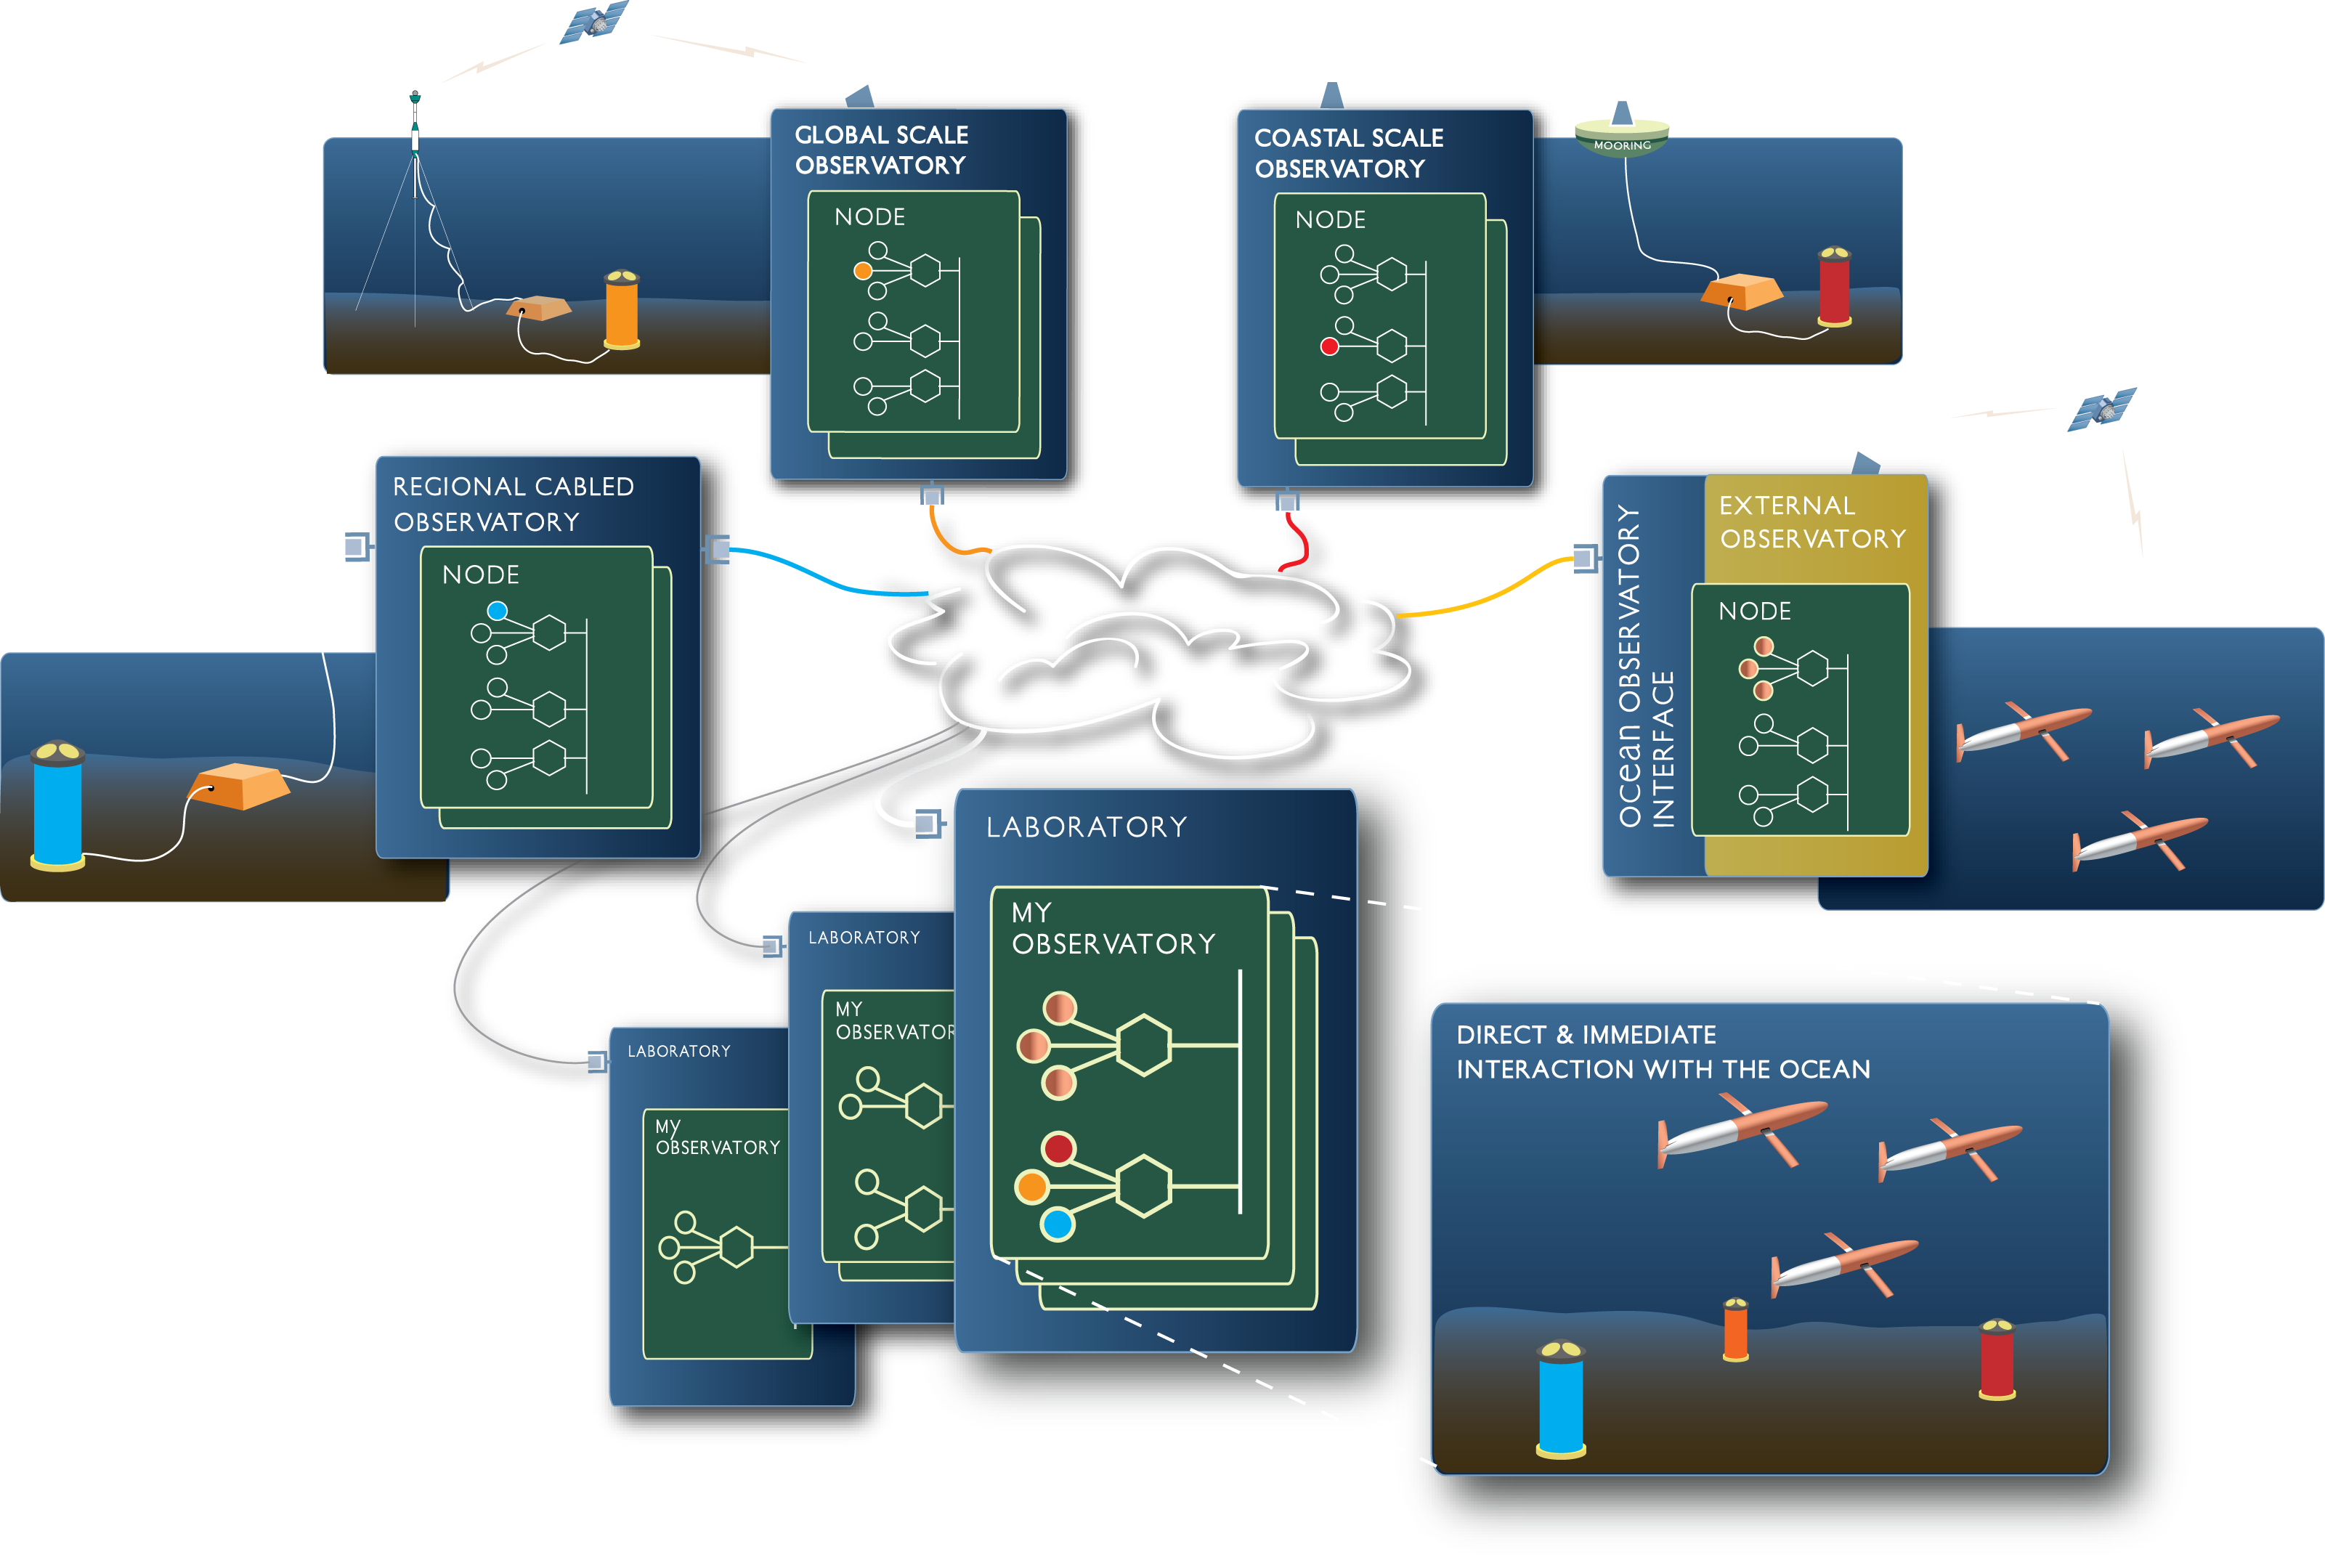 GLOBAL SCALE
OBSERVATORY
NODE
COASTAL SCALE
OBSERVATORY
NODE
MOORING
REGIONAL CABLED
OBSERVATORY
NODE
OCEAN OBSERVATORY
INTERFACE
EXTERNAL
OBSERVATORY
NODE
LABORATORY
MY
OBSERVATORY
LABORATORY
MY
OBSERVATOR
LABORATORY
My
OBSERVATORY
DIRECT & IMMEDIATE
INTERACTION WITH THE OCEAN